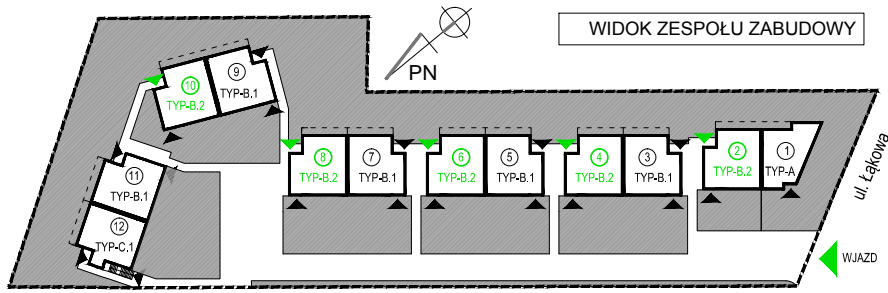 WIDOK ZESPOŁU ZABUDOWY
PN
10
TYP-B.2
9
TYP-B.1
11
TYP-B.1
12
TYP-C.1
8
TYP-B.2
7
TYP-B.1
6
TYP-B.2
5
TYP-B.1
4
TYP-B.2
3
TYP-B.1
2
TYP-B.2
1
TYP-A
ul. Łąkowa
WJAZD